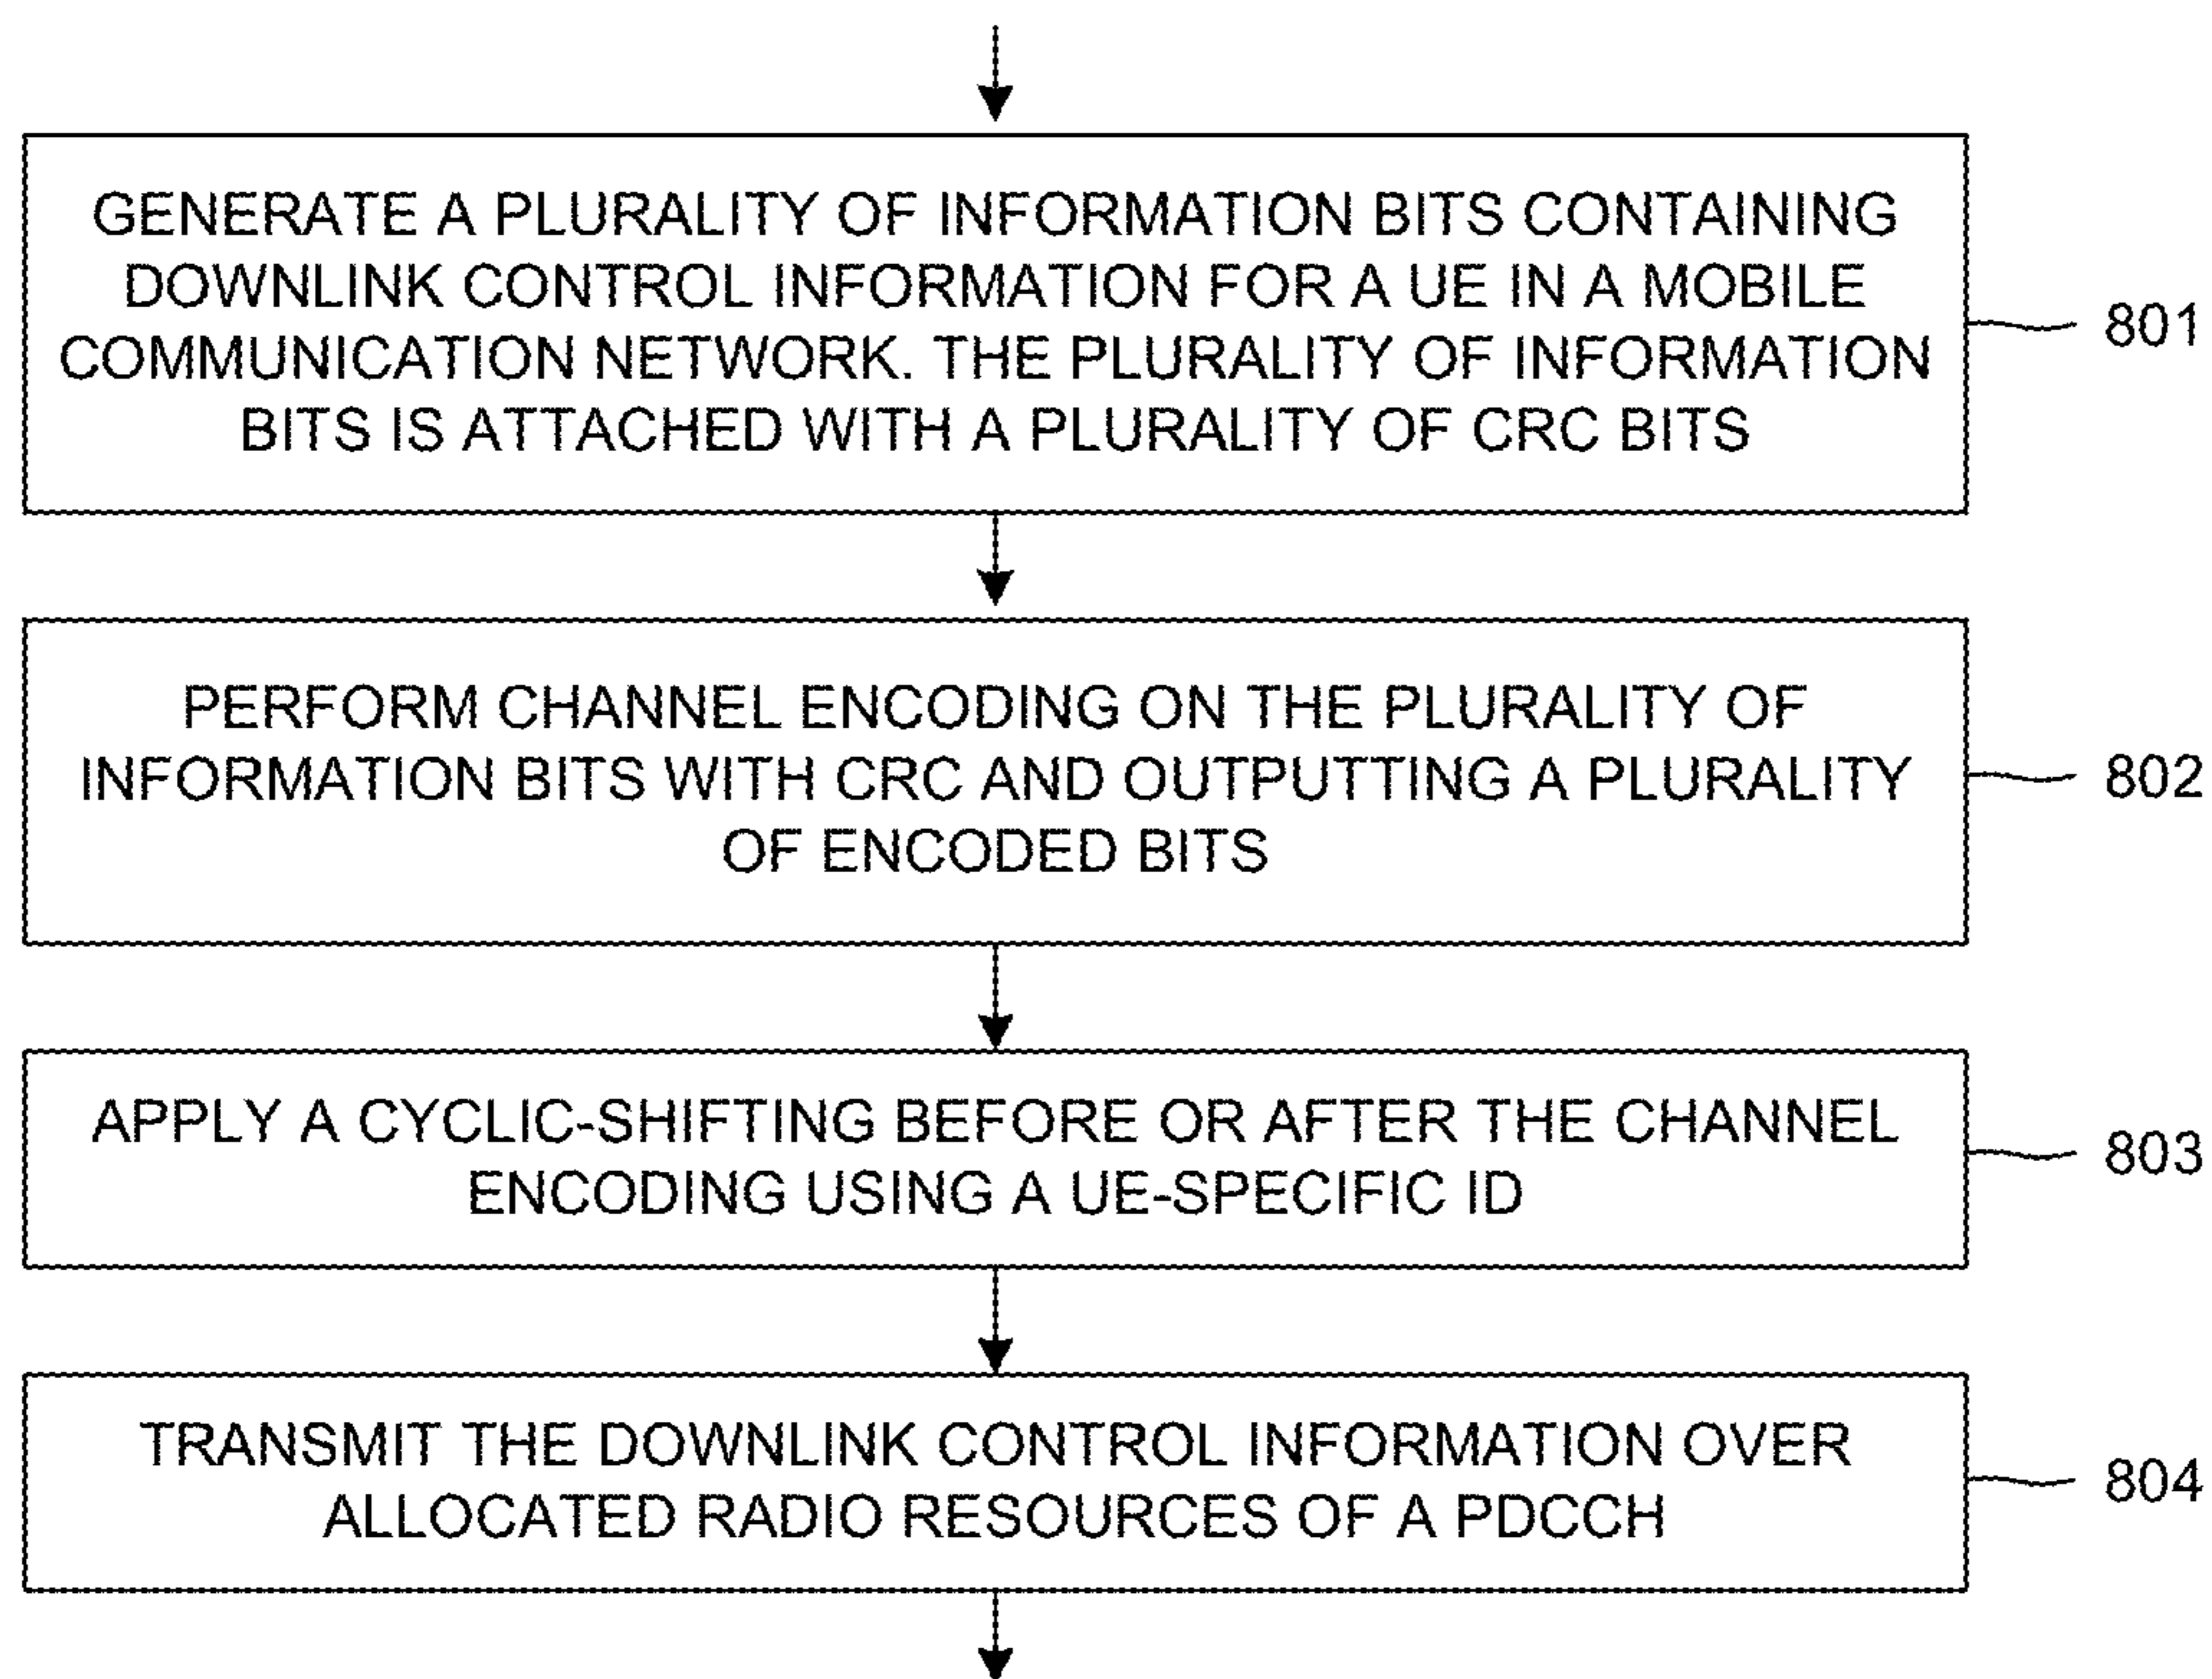 GENERATE A PLURALITY OF INFORMATION BITS CONTAINING
DOWNLINK CONTROL INFORMATION FOR A UE IN A MOBILE
COMMUNICATION NETWORK. THE PLURALITY OF INFORMATION
BITS IS ATTACHED WITH A PLURALITY OF CRC BITS
801
PERFORM CHANNEL ENCODING ON THE PLURALITY OF
INFORMATION BITS WITH CRC AND OUTPUTTING A PLURALITY
OF ENCODED BITS
802
APPLY A CYCLIC-SHIFTING BEFORE OR AFTER THE CHANNEL
ENCODING USING A UE-SPECIFIC ID
803
TRANSMIT THE DOWNLINK CONTROL INFORMATION OVER
ALLOCATED RADIO RESOURCES OF A PDCCH
804